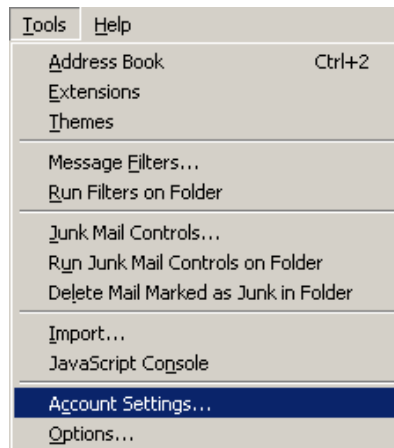 Tools Help
Address Book Ctrl+2
Extensions
Themes
Message Filters...
Run Filters on Folder
Junk Mail Controls...
Run Junk Mail Controls on Folder
Delete Mail Marked as Junk in Folder
Import...
JavaScript Console
Account Settings...
Options...